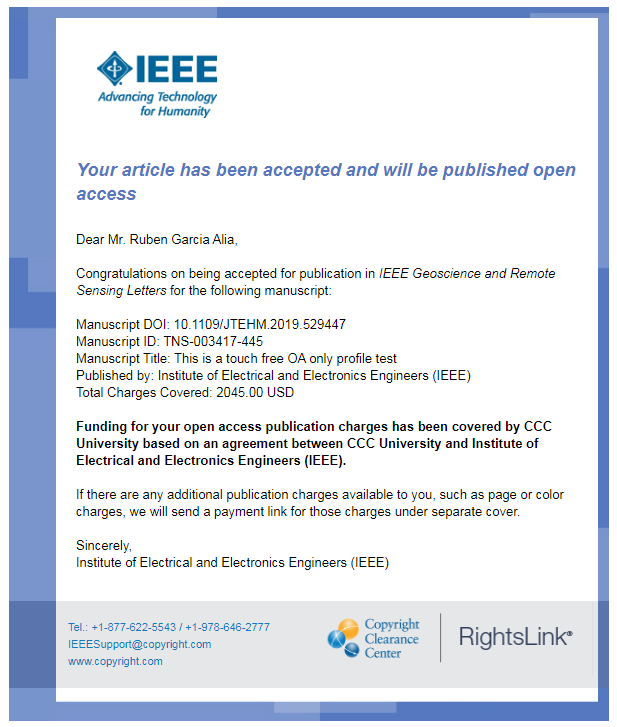 IEEE
Advancing Technology
for Humanity
Your article has been accepted and will be published open
access
Dear Mr. Ruben Garcia Alia,
Congratulations on being accepted for publication in IEEE Geoscience and Remote
Sensing Letters for the following manuscript:
Manuscript DOI: 10.1109/JTEHM.2019.529447
Manuscript ID: TNS-003417-445
Manuscript Title: This is a touch free OA only profile test
Published by: Institute of Electrical and Electronics Engineers (IEEE)
Total Charges Covered: 2045.00 USD
Funding for your open access publication charges has been covered by CCC
University based on an agreement between CCC University and Institute of
Electrical and Electronics Engineers (IEEE).
If there are any additional publication charges available to you, such as page or color
charges, we will send a payment link for those charges under separate cover.
Sincerely,
Institute of Electrical and Electronics Engineers (IEEE)
Tel.: +1-877-622-5543 / +1-978-646-2777
IEEESupport@copyright.com
www.copyright.com
Copyright
Clearance
Center
RightsLink®